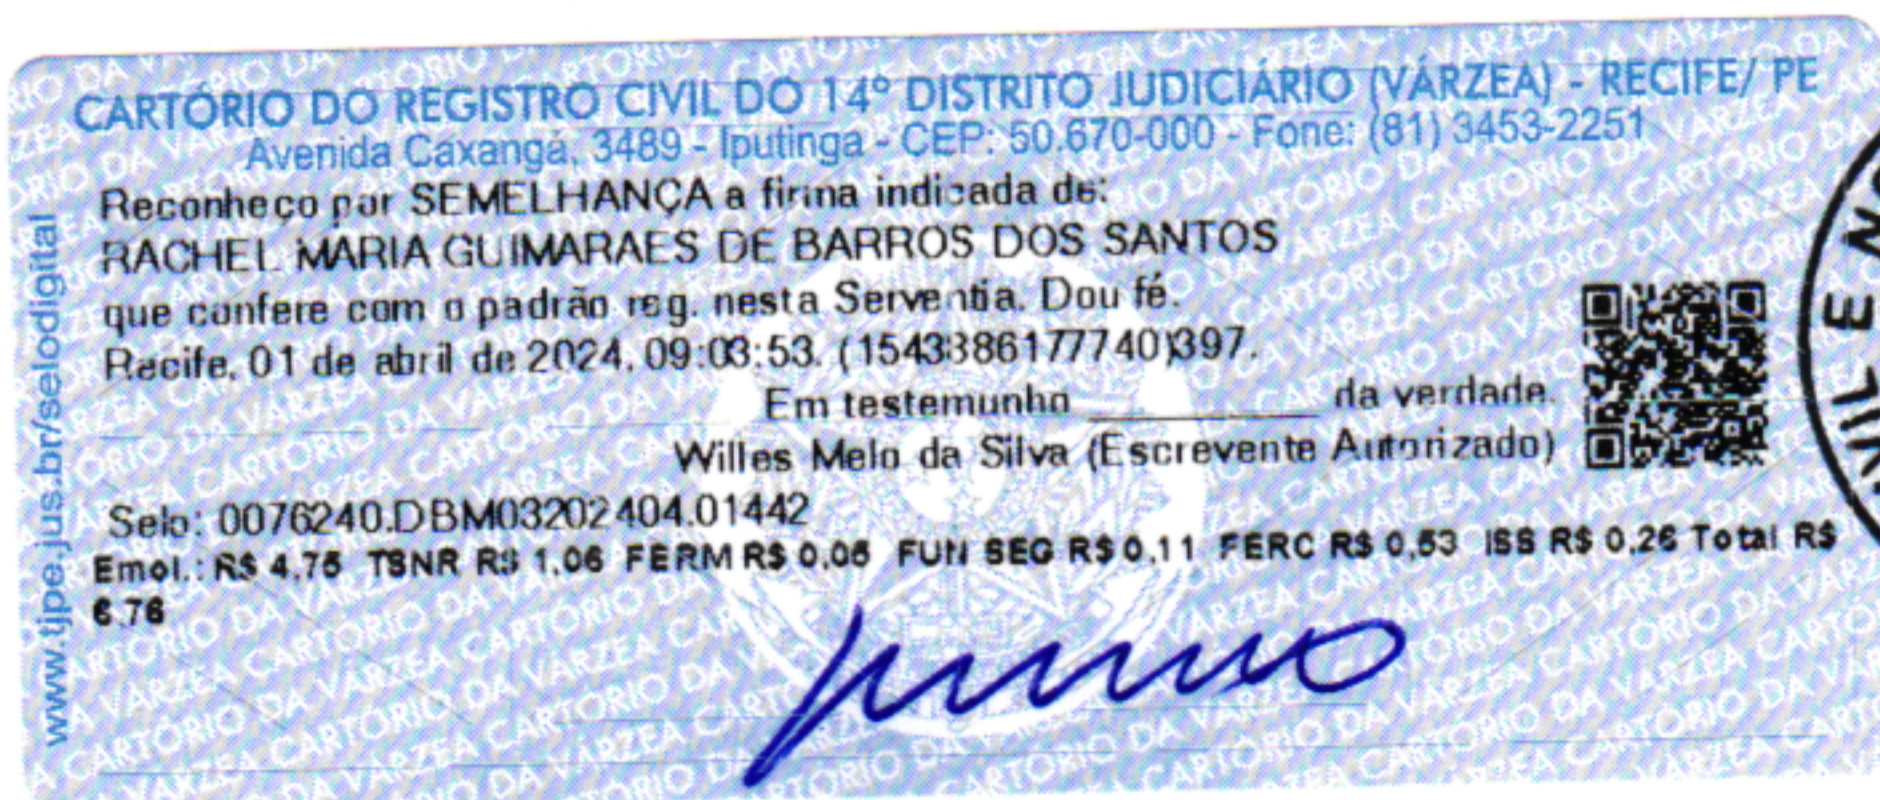 CARTÓRIO DO REGISTRO CIVIL DO 14º DISTRITO JUDICIÁRIO (VÁRZEA) - RECIFE/ PE
Avenida Caxangá, 3489 - Iputinga - CEP: 50.670-000 - Fone: (81) 3453-2251
Reconheço por SEMELHANÇA a firma indicada de:
RACHEL MARIA GUIMARAES DE BARROS DOS SANTOS
que confere com o padrão reg. nesta Serventia. Dou fé.
Recife, 01 de abril de 2024, 09:03:53. (1543386177740)397.
Em testemunho ____________ da verdade.
Willes Melo da Silva (Escrevente Autorizado)
Selo: 0076240.DBM03202404.01442
Emol.: R$ 4,75 TSNR R$ 1,06 FERM R$ 0,05 FUN SEG R$ 0,11 FERC R$ 0,53 ISS R$ 0,26 Total R$
6,76
www.tjpe.jus.br/selodigital